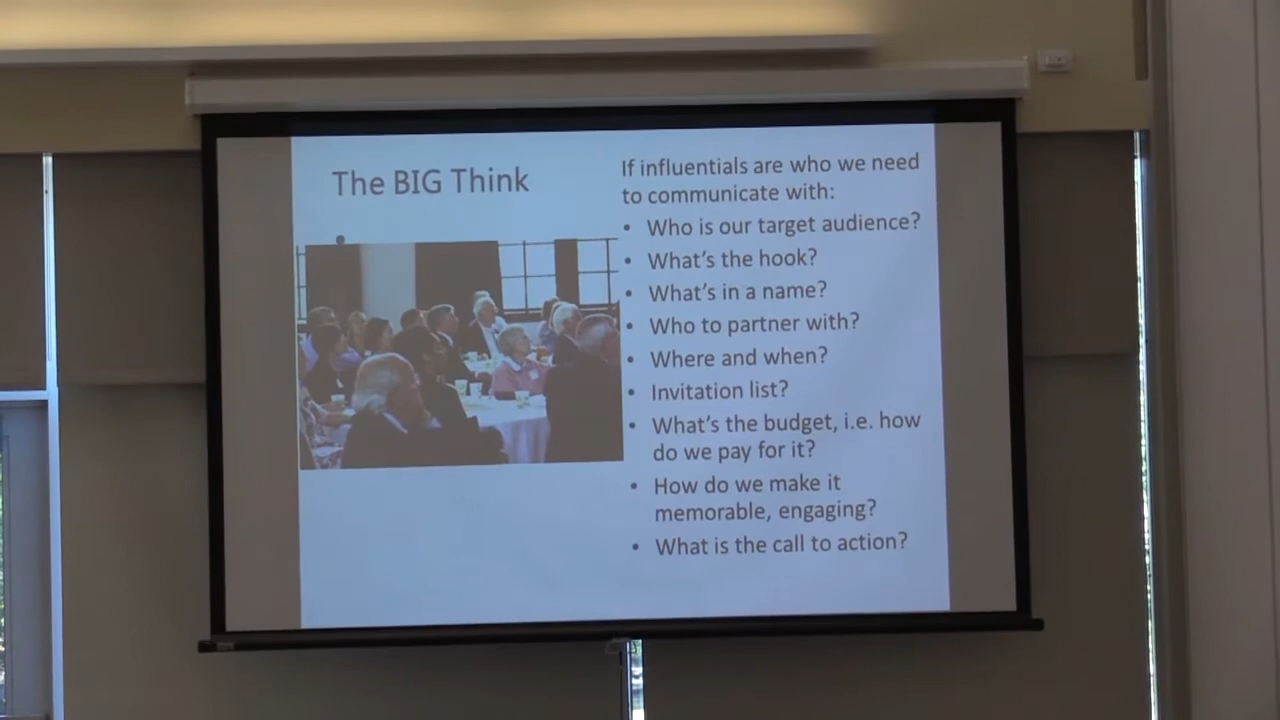 The BIG Think
If influentials are who we need
to communicate with:
• Who is our target audience?
• What's the hook?
• What's in a name?
• Who to partner with?
• Where and when?
• Invitation list?
• What's the budget, i.e. how
do we pay for it?
• How do we make it
memorable, engaging?
• What is the call to action?